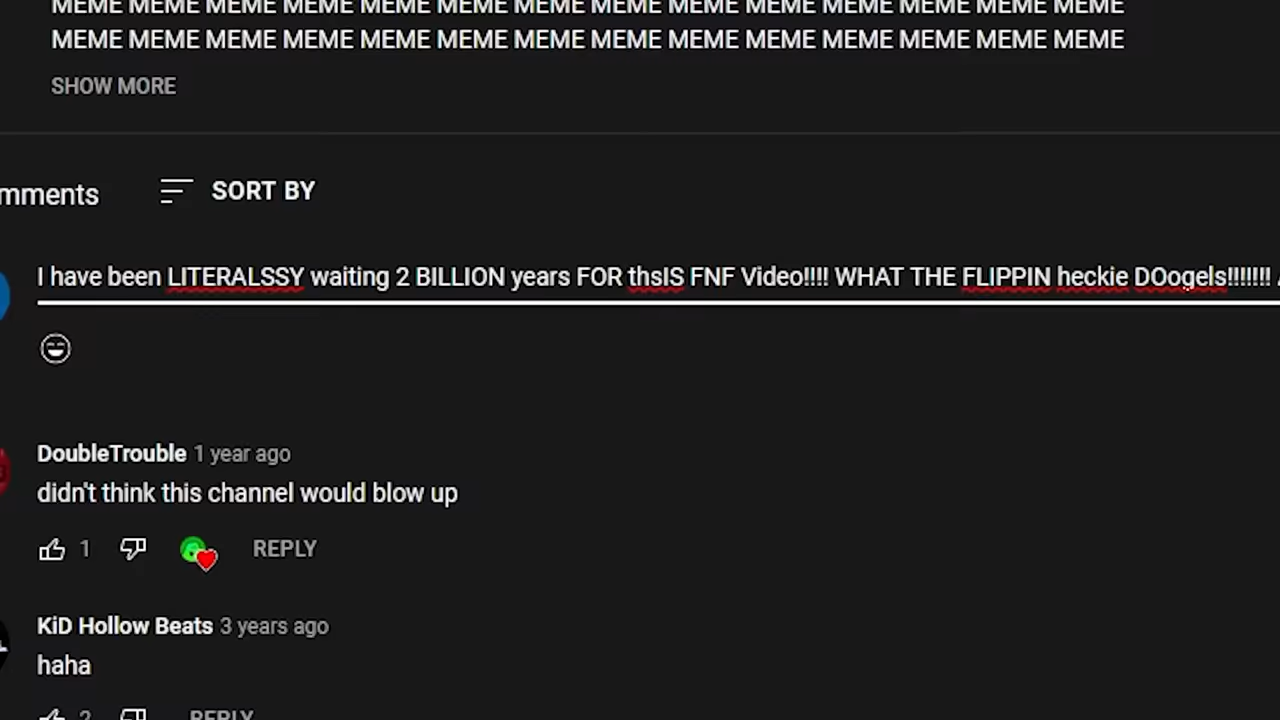 MEME MEME MEME MEME MEME MEME MEME MEME MEME MEME MEME MEME MEME MEME
MEME MEME MEME MEME MEME MEME MEME MEME MEME MEME MEME MEME MEME MEME
SHOW MORE
mments
SORT BY
I have been LITERALSSY waiting 2 BILLION years FOR thsIS FNF Video!!!! WHAT THE FLIPPIN heckie DOogels!!!!!!!
DoubleTrouble 1 year ago
didn't think this channel would blow up
1 REPLY
KiD Hollow Beats 3 years ago
haha
2 REPLY